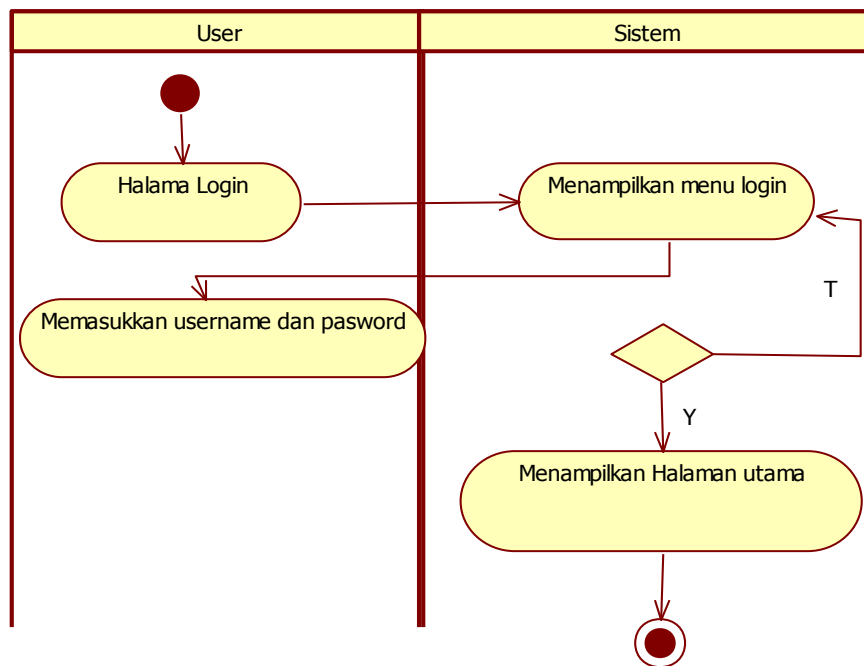 User
Sistem
Halama Login
Menampilkan menu login
Memasukkan username dan pasword
T
Y
Menampilkan Halaman utama